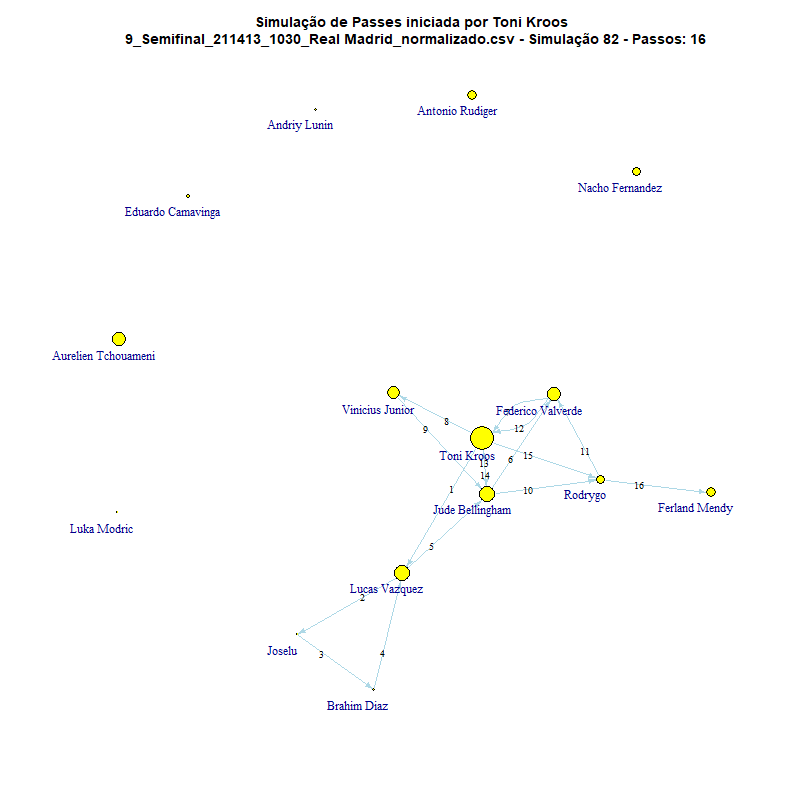 Simulação de Passes iniciada por Toni Kroos
9_Semifinal_211413_1030_Real Madrid_normalizado.csv - Simulação 82 - Passos: 16
Antonio Rudiger
Andriy Lunin
Nacho Fernandez
Eduardo Camavinga
Aurelien Tchouameni
Vinicius Junior
Federico Valverde
8
9
12
Toni Kroos
13
6
15
11
14
1
10
16
Rodrygo
Jude Bellingham
Ferland Mendy
Luka Modric
5
Lucas Vazquez
2
Joselu
3
4
Brahim Diaz